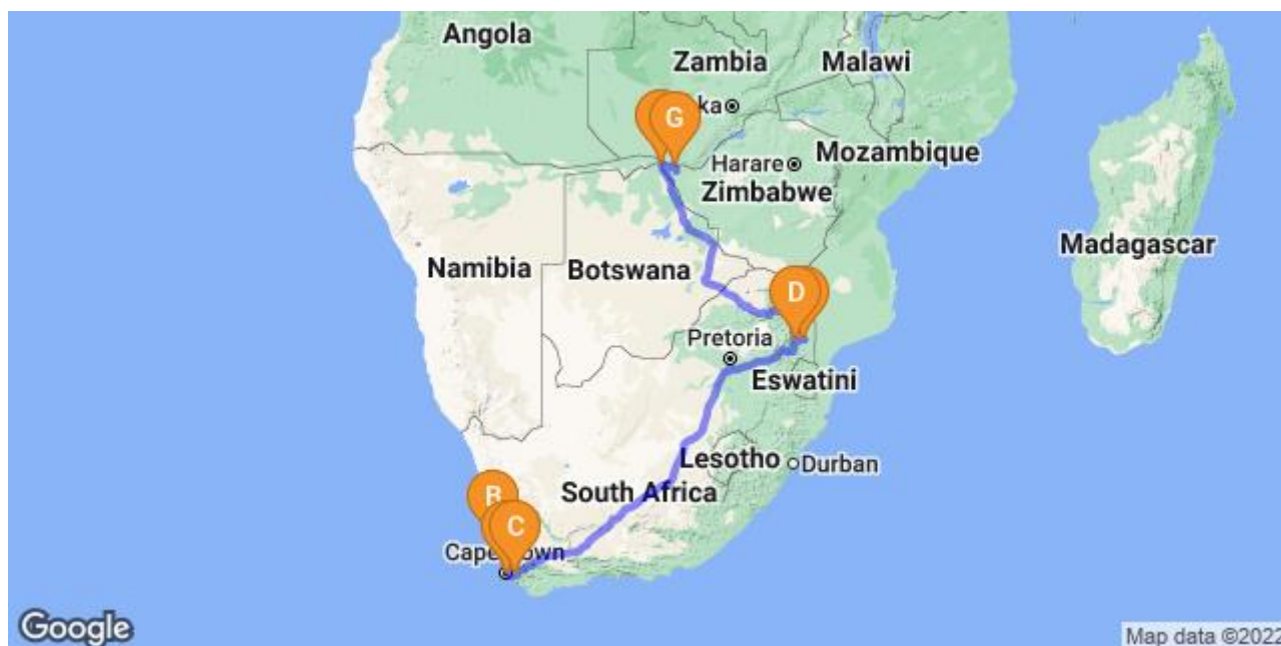 Angola
Zambia
Malawi
G
ka
Harare
Mozambique
Zimbabwe
Madagascar
Namibia
Botswana
D
Pretoria
Eswatini
Lesotho
Durban
B
South Africa
C
Cape
own
Google
Map data ©2022